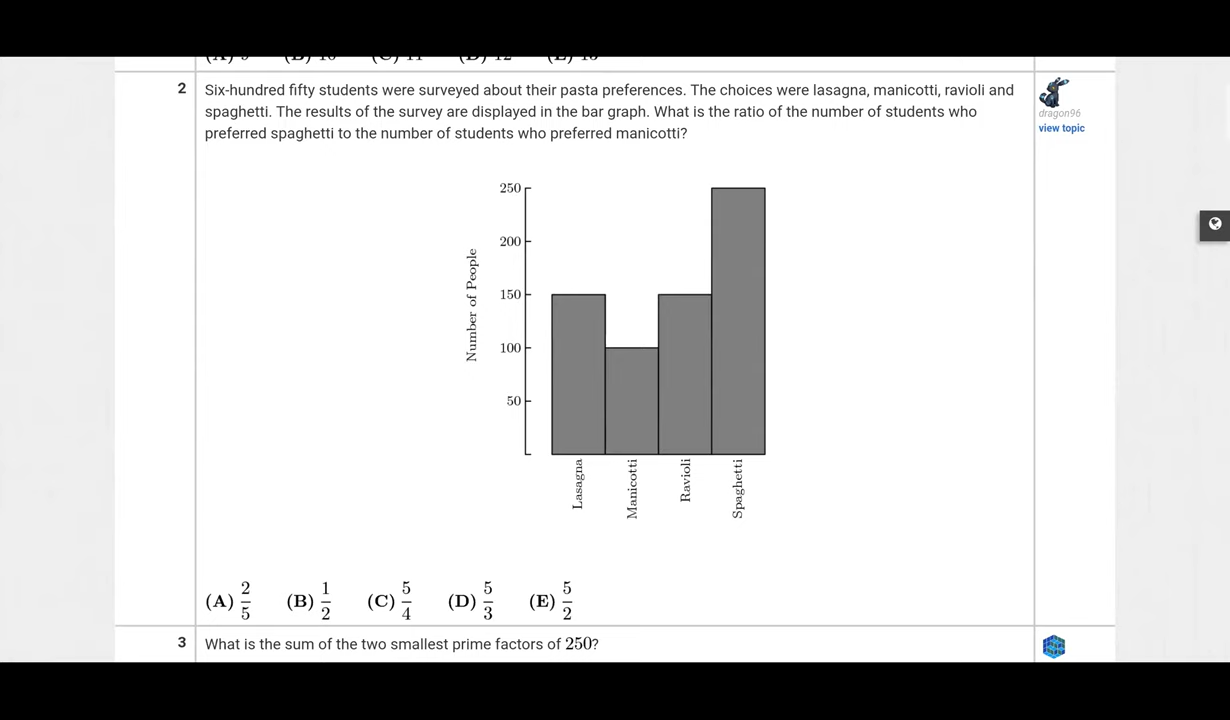 2
Six-hundred fifty students were surveyed about their pasta preferences. The choices were lasagna, manicotti, ravioli and
spaghetti. The results of the survey are displayed in the bar graph. What is the ratio of the number of students who
preferred spaghetti to the number of students who preferred manicotti?
dragon96
view topic
250
200
150
100
50
Number of People
Lasagna
Manicotti
Ravioli
Spaghetti
(A) 2/5 (B) 1/2 (C) 5/4 (D) 5/3 (E) 5/2
3
What is the sum of the two smallest prime factors of 250?